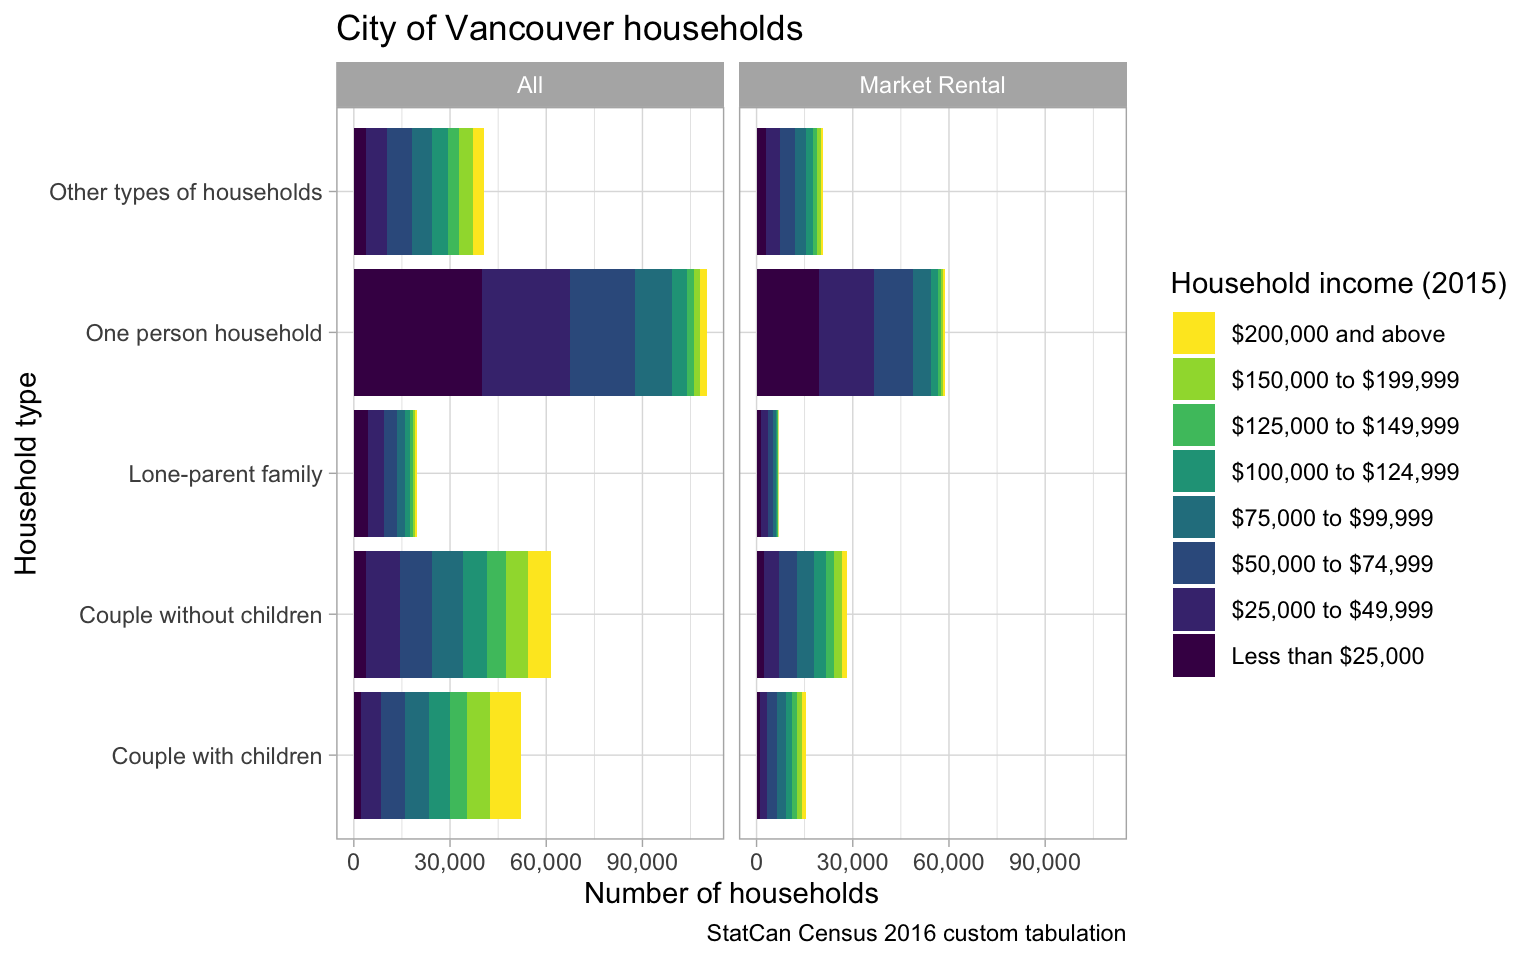 City of Vancouver households
All
Market Rental
Household type
Other types of households
One person household
Lone-parent family
Couple without children
Couple with children
0 30,000 60,000 90,000
0 30,000 60,000 90,000
Number of households
StatCan Census 2016 custom tabulation
Household income (2015)
$200,000 and above
$150,000 to $199,999
$125,000 to $149,999
$100,000 to $124,999
$75,000 to $99,999
$50,000 to $74,999
$25,000 to $49,999
Less than $25,000